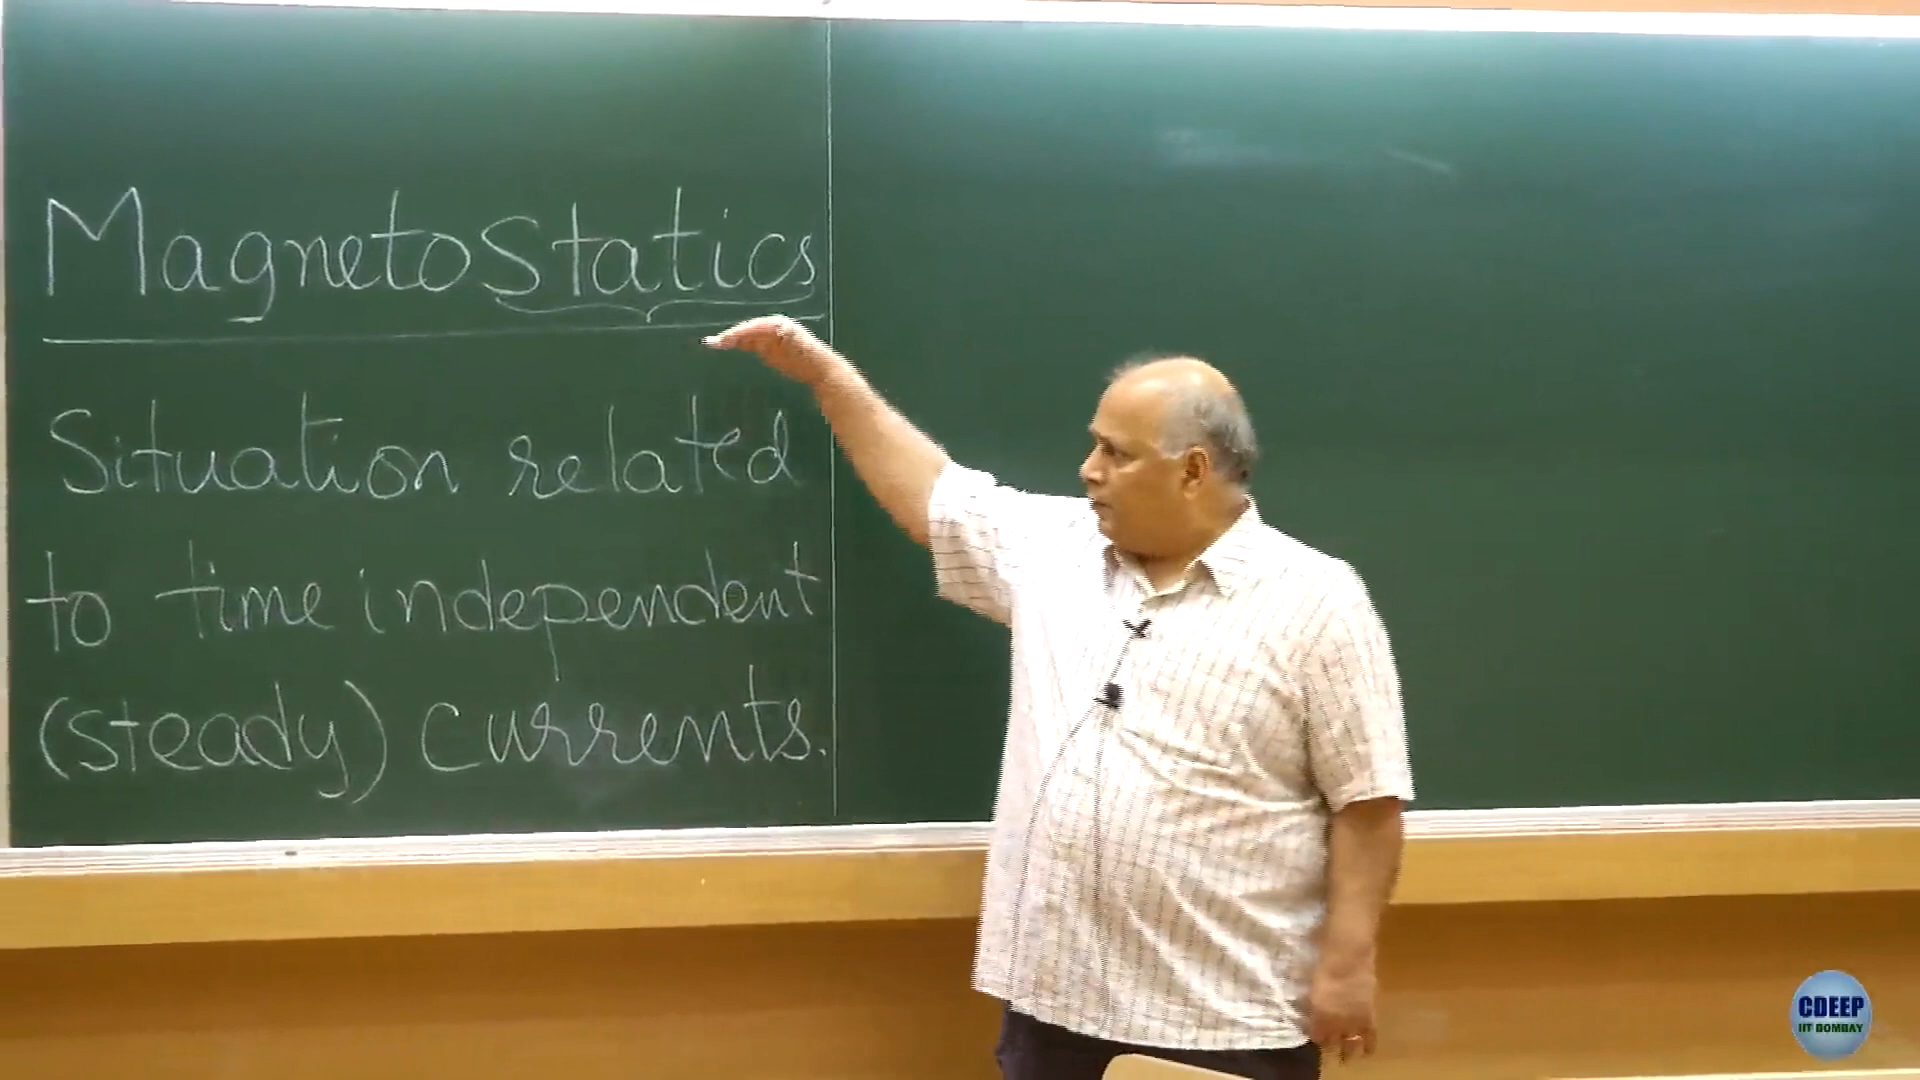 MagnetoStatics
Situation related
to time independent
(steady) currents.
CDEEP
IIT BOMBAY